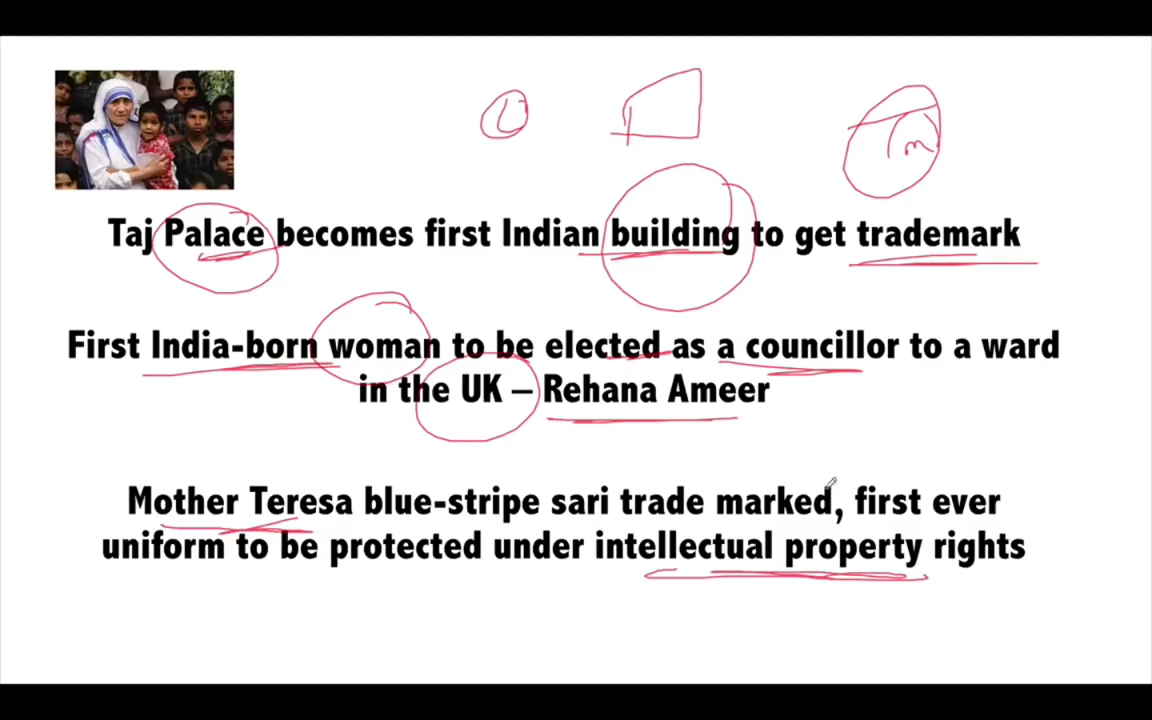 Taj Palace becomes first Indian building to get trademark
First India-born woman to be elected as a councillor to a ward
in the UK – Rehana Ameer
Mother Teresa blue-stripe sari trade marked, first ever
uniform to be protected under intellectual property rights